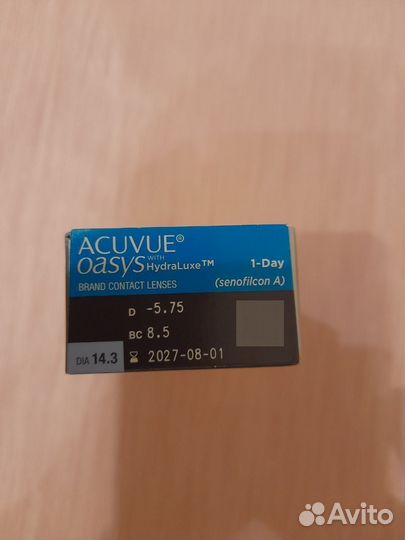 ACUVUE®
OASYS WITH HydraLuxe™ 1-Day
BRAND CONTACT LENSES (senofilcon A)
D -5.75
BC 8.5
DIA 14.3 2027-08-01
Avito